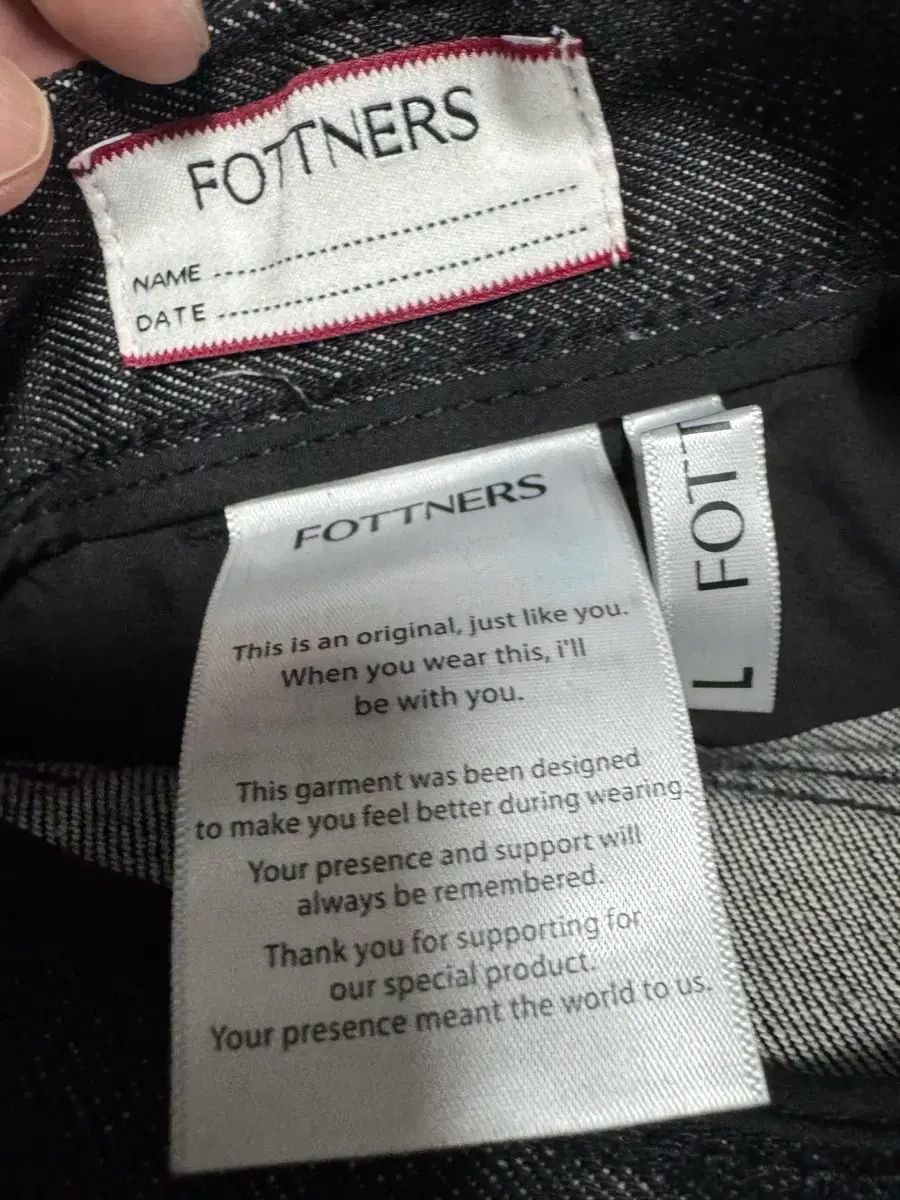 FOTTNERS
NAME
DATE
FOTTNERS
This is an original, just like you.
When you wear this, i'll
be with you.
This garment was been designed
to make you feel better during wearing.
Your presence and support will
always be remembered.
Thank you for supporting for
our special product.
Your presence meant the world to us.
L FOTT